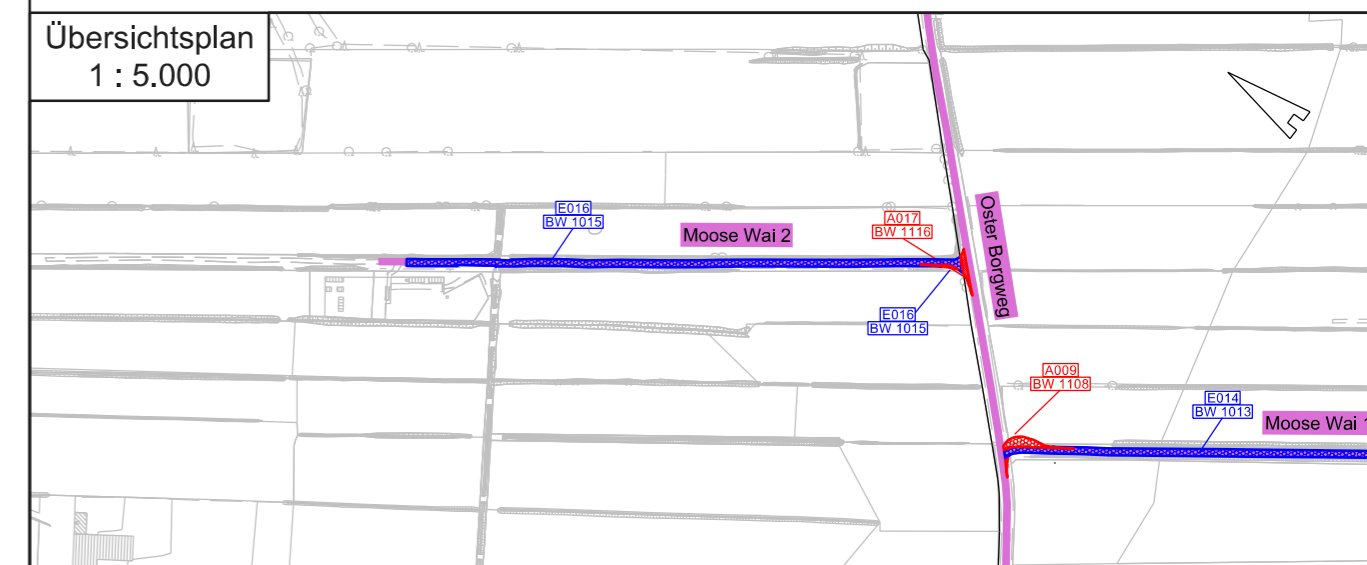 Übersichtsplan
1 : 5.000
E016
BW 1015
Moose Wai 2
A017
BW 1116
Oster Borgweg
E016
BW 1015
A009
BW 1108
E014
BW 1013
Moose Wai 1